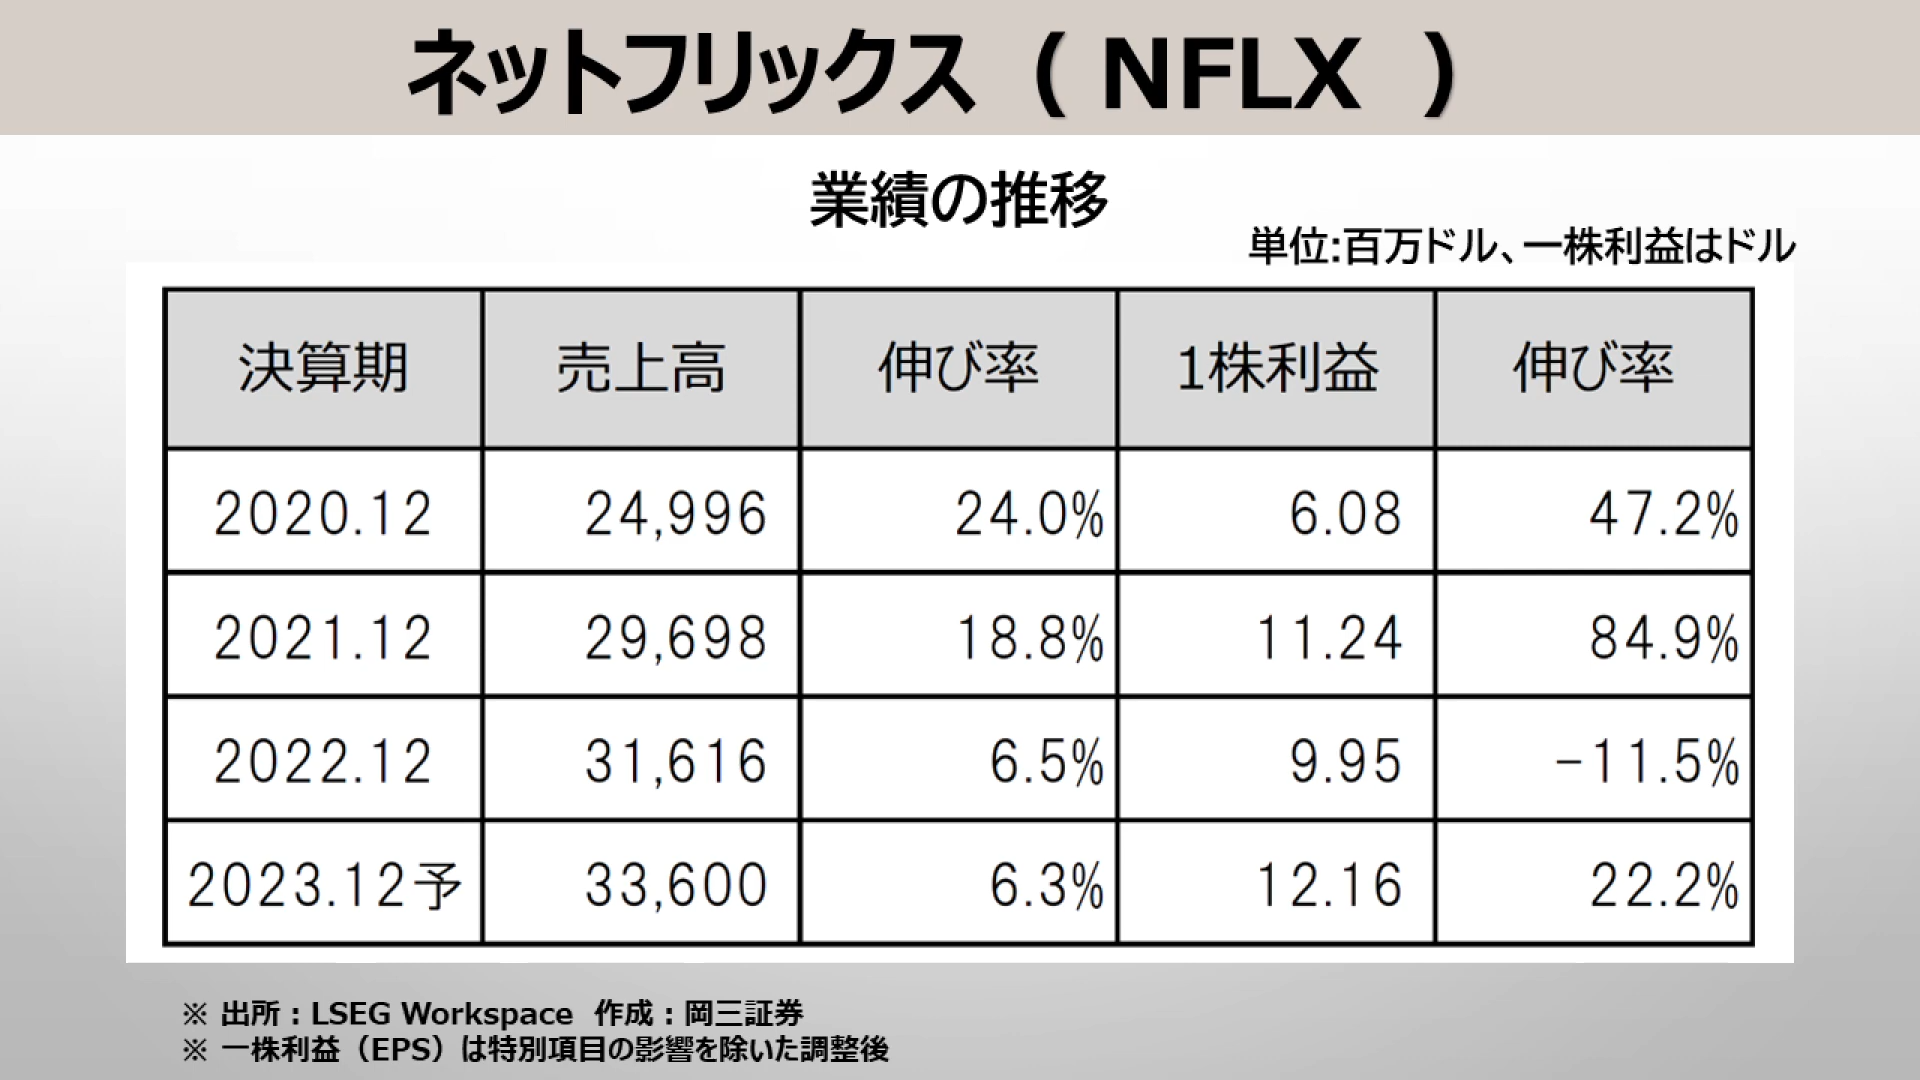 ネットフリックス ( NFLX )
業績の推移
単位:百万ドル、一株利益はドル
決算期 売上高 伸び率 1株利益 伸び率
2020.12 24,996 24.0% 6.08 47.2%
2021.12 29,698 18.8% 11.24 84.9%
2022.12 31,616 6.5% 9.95 -11.5%
2023.12予 33,600 6.3% 12.16 22.2%
※ 出所:LSEG Workspace 作成:岡三証券
※ 一株利益（EPS）は特別項目の影響を除いた調整後